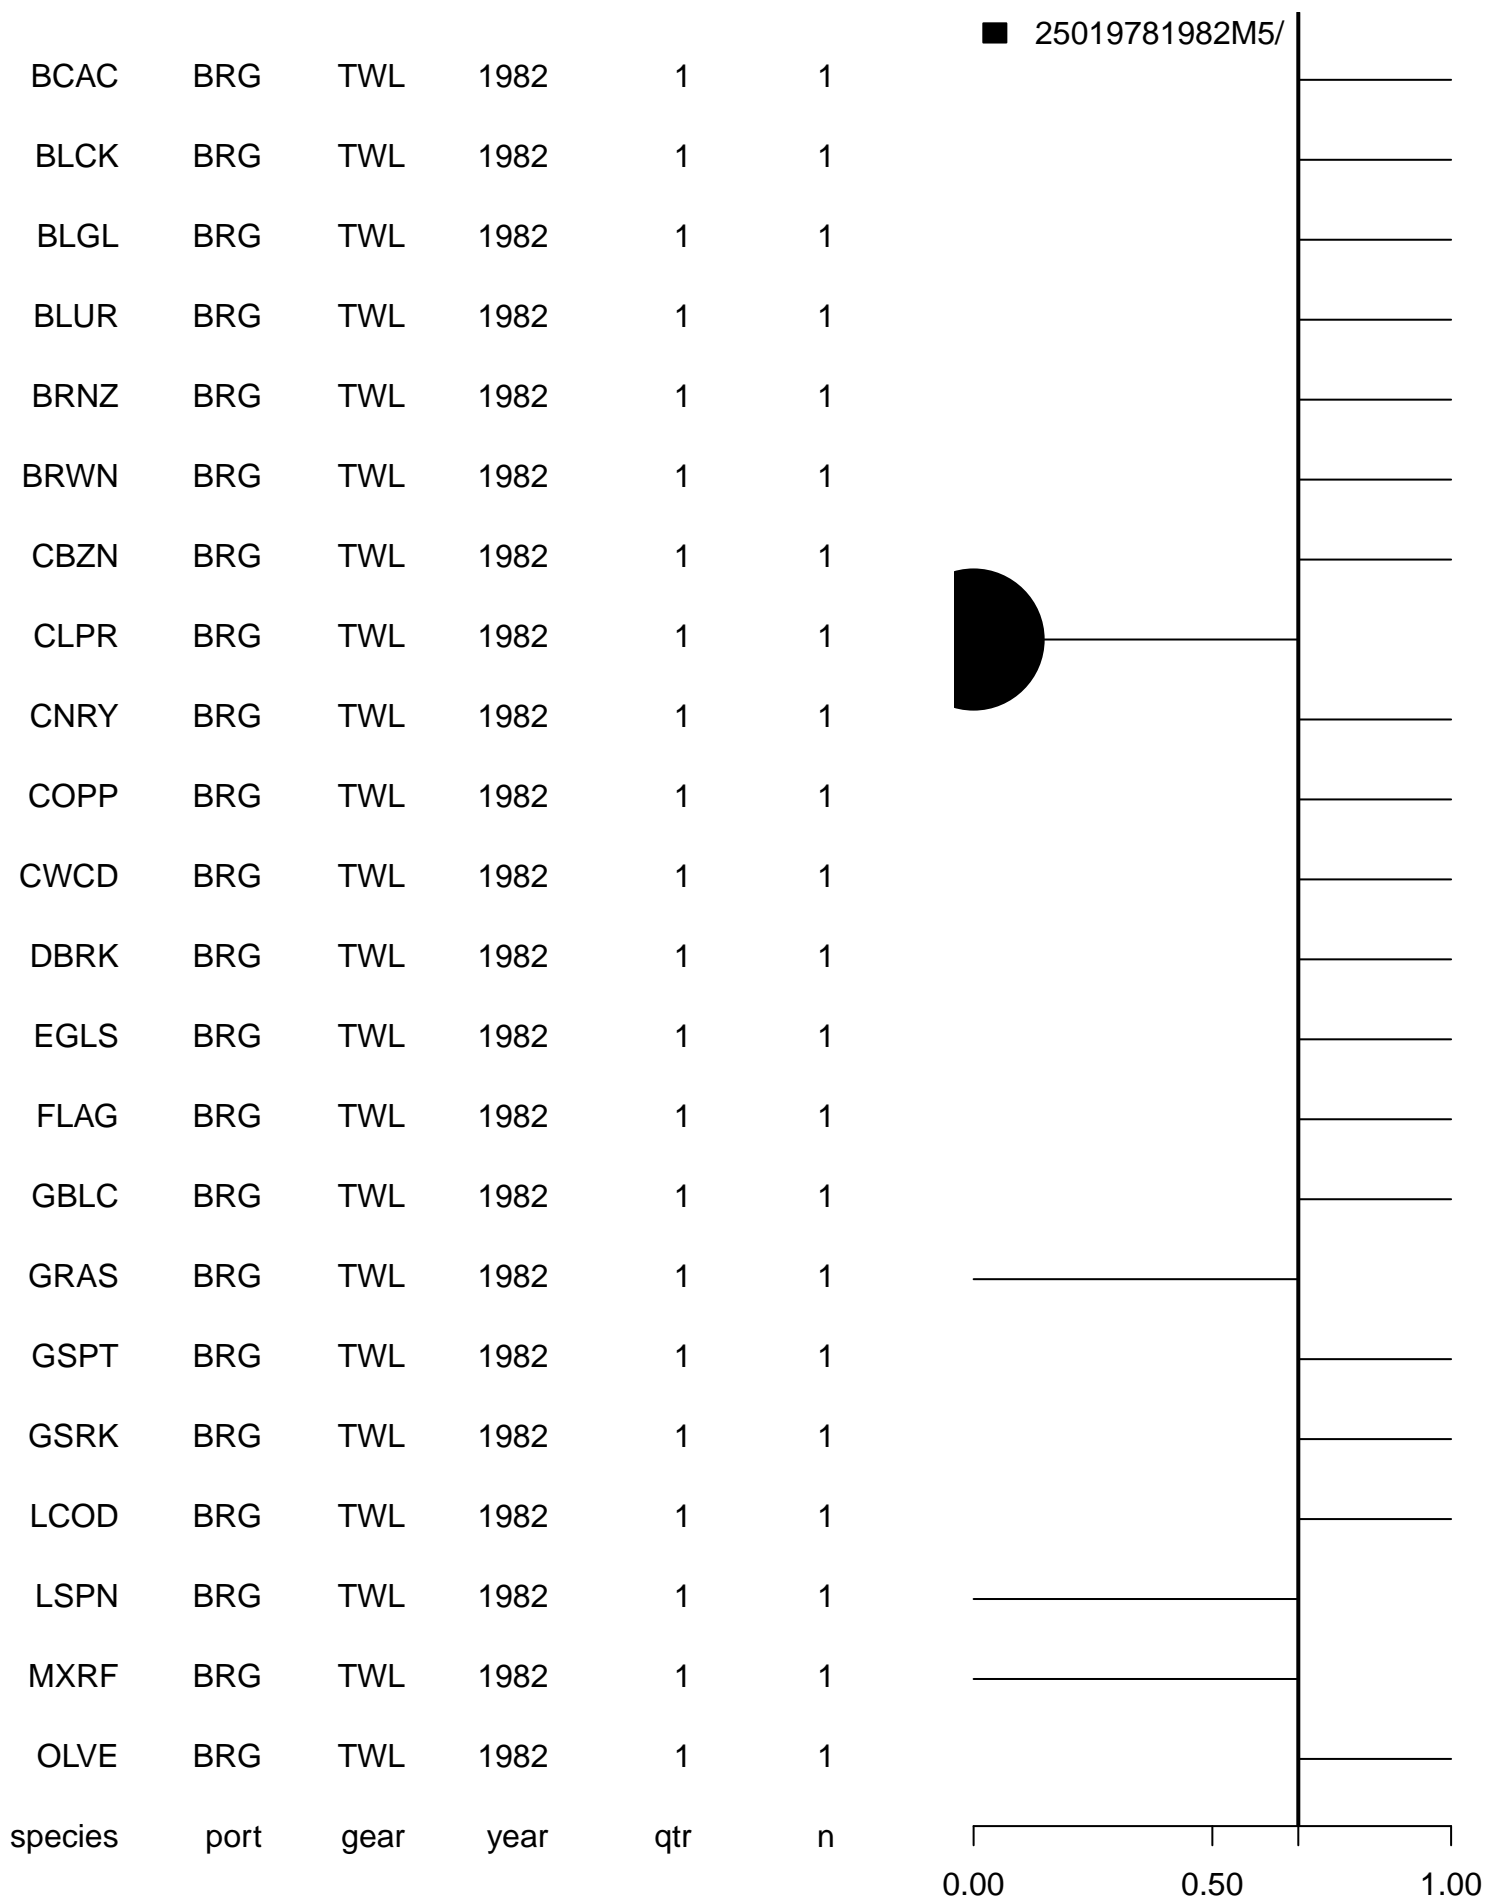 25019781982M5/
BCAC BRG TWL 1982 1 1
BLCK BRG TWL 1982 1 1
BLGL BRG TWL 1982 1 1
BLUR BRG TWL 1982 1 1
BRNZ BRG TWL 1982 1 1
BRWN BRG TWL 1982 1 1
CBZN BRG TWL 1982 1 1
CLPR BRG TWL 1982 1 1
CNRY BRG TWL 1982 1 1
COPP BRG TWL 1982 1 1
CWCD BRG TWL 1982 1 1
DBRK BRG TWL 1982 1 1
EGLS BRG TWL 1982 1 1
FLAG BRG TWL 1982 1 1
GBLC BRG TWL 1982 1 1
GRAS BRG TWL 1982 1 1
GSPT BRG TWL 1982 1 1
GSRK BRG TWL 1982 1 1
LCOD BRG TWL 1982 1 1
LSPN BRG TWL 1982 1 1
MXRF BRG TWL 1982 1 1
OLVE BRG TWL 1982 1 1
species port gear year qtr n
0.00 0.50 1.00